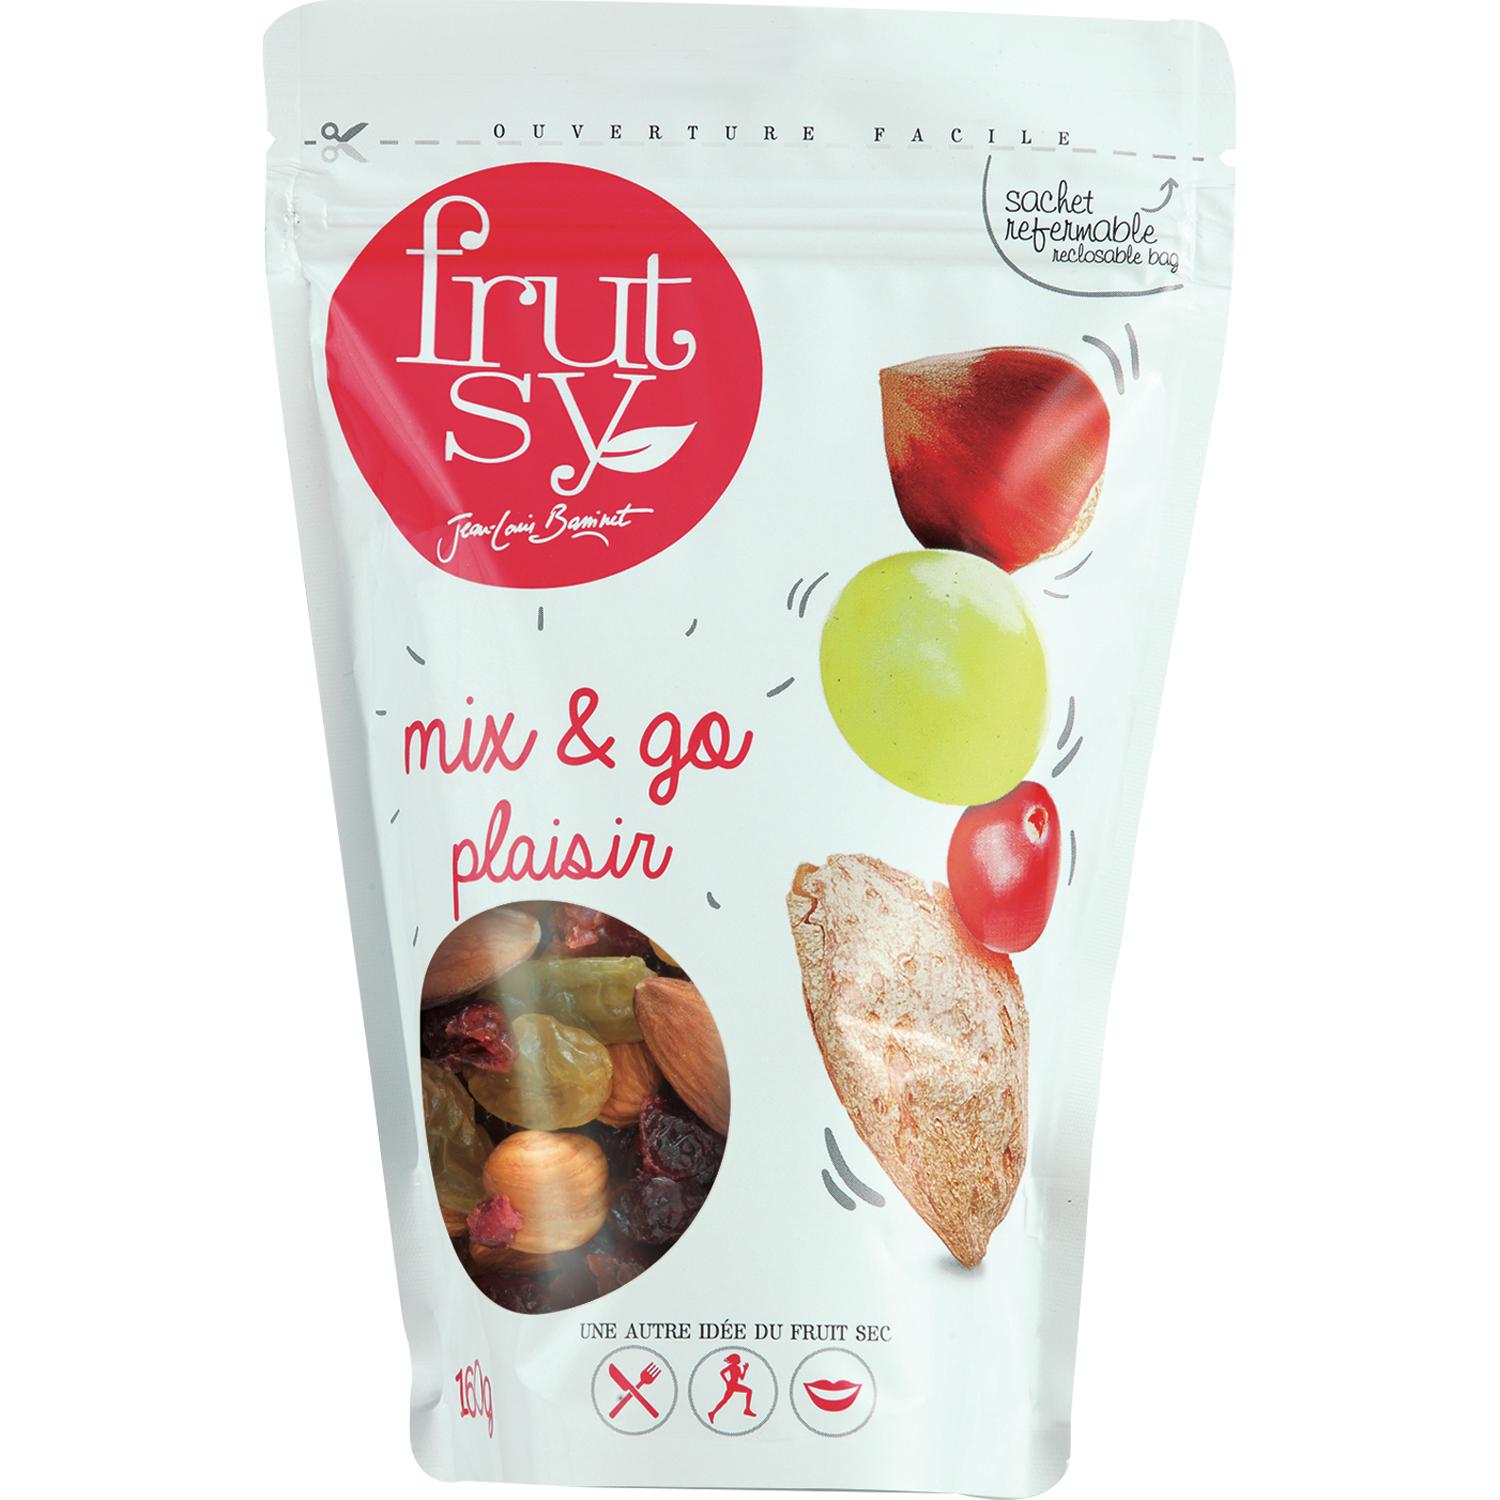 OUVERTURE FACILE
sachet
refermable
reclosable bag
frut
sy
Jean-Louis Banninet
mix & go
plaisir
UNE AUTRE IDÉE DU FRUIT SEC
160g